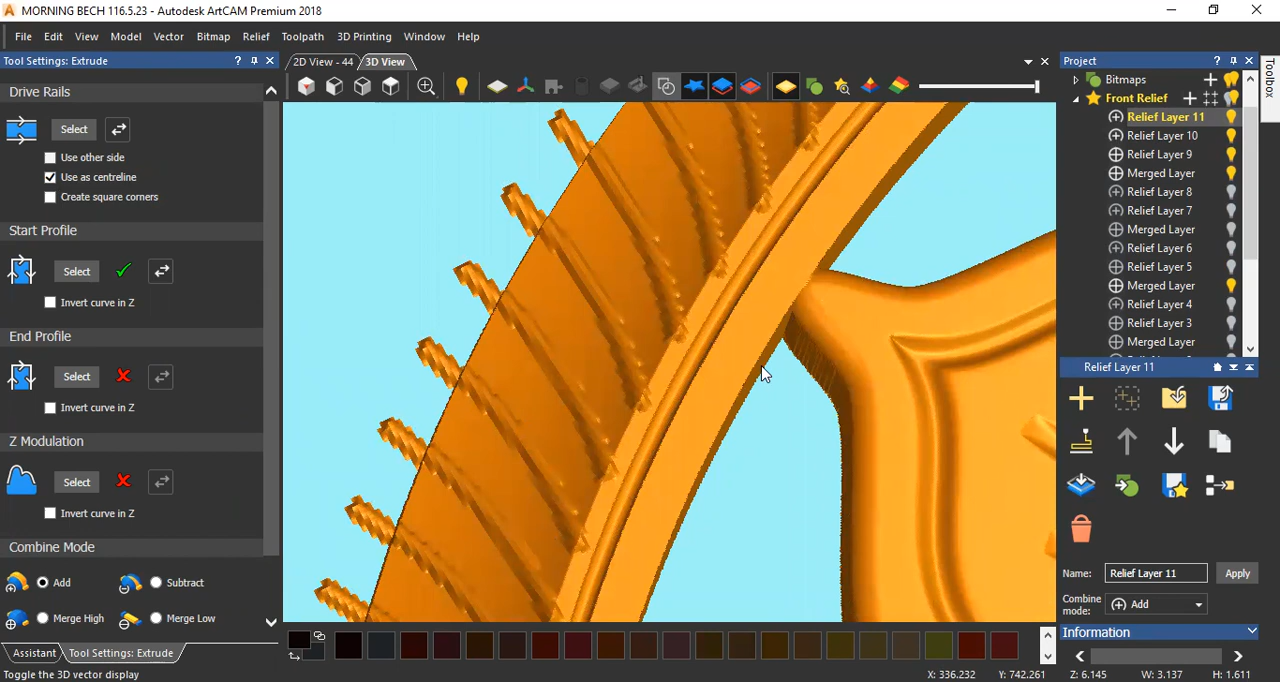 MORNING BECH 116.5.23 - Autodesk ArtCAM Premium 2018
File Edit View Model Vector Bitmap Relief Toolpath 3D Printing Window Help
Tool Settings: Extrude
Drive Rails
Select
Use other side
Use as centreline
Create square corners
Start Profile
Select
Invert curve in Z
End Profile
Select
Invert curve in Z
Z Modulation
Select
Invert curve in Z
Combine Mode
Add Subtract
Merge High Merge Low
Assistant Tool Settings: Extrude
Toggle the 3D vector display
2D View - 44 3D View
X: 336.232 Y: 742.261 Z: 6.145 W: 3.137 H: 1.611
Project
Toolbox
Bitmaps
Front Relief
Relief Layer 11
Relief Layer 10
Relief Layer 9
Merged Layer
Relief Layer 8
Relief Layer 7
Merged Layer
Relief Layer 6
Relief Layer 5
Merged Layer
Relief Layer 4
Relief Layer 3
Merged Layer
Relief Layer 11
Name: Relief Layer 11 Apply
Combine mode: Add
Information